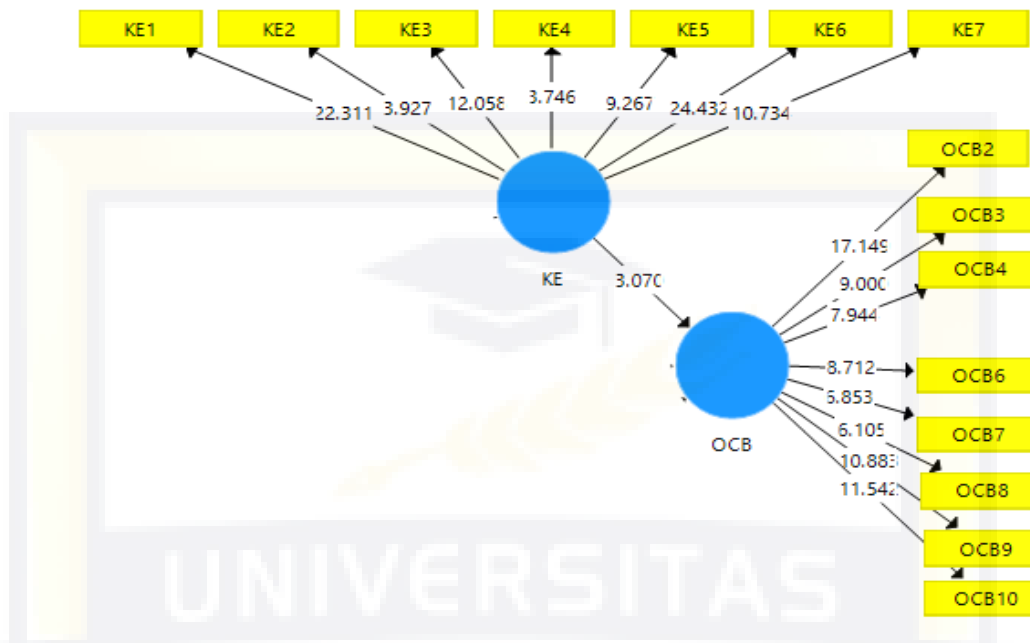 KE1 KE2 KE3 KE4 KE5 KE6 KE7
22.311 3.927 12.058 3.746 9.267 24.432 10.734
OCB2
OCB3
17.149
KE
3.070
9.000
OCB4
7.944
8.712
OCB6
5.853
6.105
OCB7
OCB
10.883
OCB8
11.542
OCB9
UNIVERSITAS
OCB10